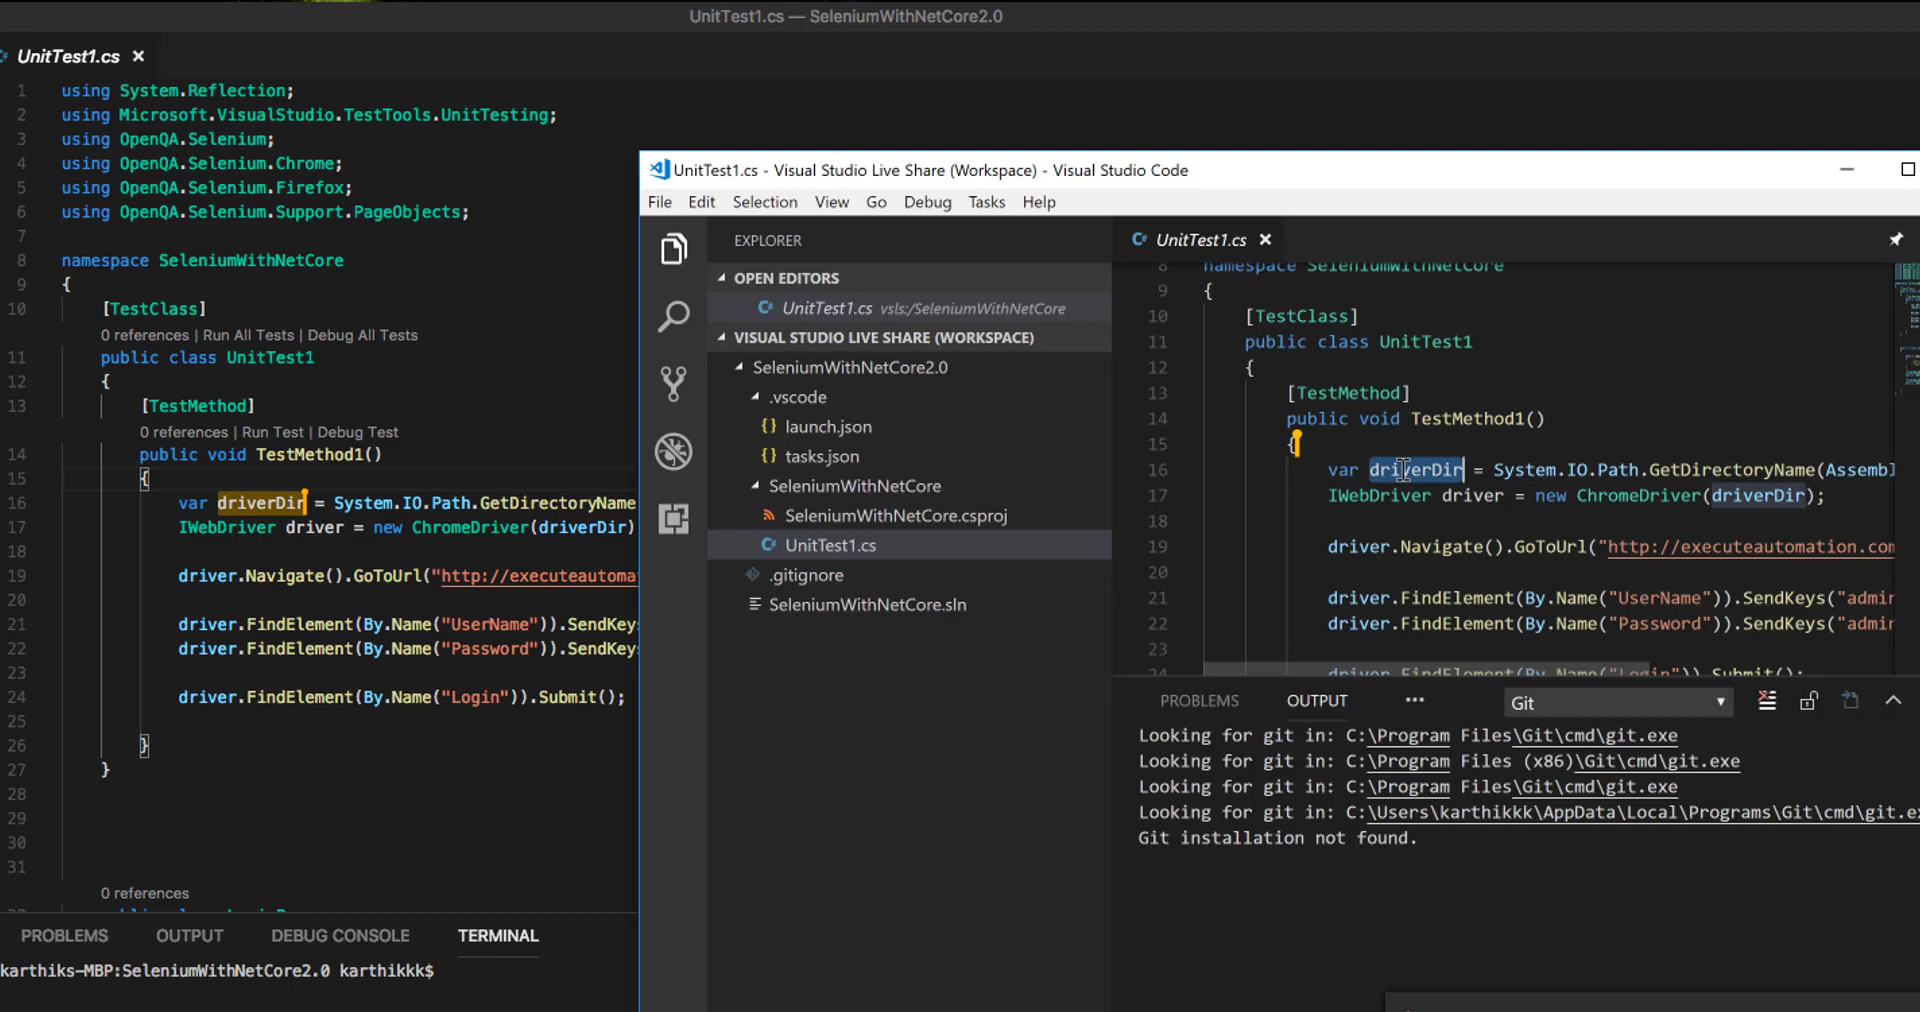 UnitTest1.cs — SeleniumWithNetCore2.0
UnitTest1.cs ×
1 using System.Reflection;
2 using Microsoft.VisualStudio.TestTools.UnitTesting;
3 using OpenQA.Selenium;
4 using OpenQA.Selenium.Chrome;
5 using OpenQA.Selenium.Firefox;
6 using OpenQA.Selenium.Support.PageObjects;
7
8 namespace SeleniumWithNetCore
9 {
10 [TestClass]
0 references | Run All Tests | Debug All Tests
11 public class UnitTest1
12 {
13 [TestMethod]
0 references | Run Test | Debug Test
14 public void TestMethod1()
15 {
16 var driverDir = System.IO.Path.GetDirectoryName
17 IWebDriver driver = new ChromeDriver(driverDir)
18
19 driver.Navigate().GoToUrl("http://executeautoma
20
21 driver.FindElement(By.Name("UserName")).SendKey
22 driver.FindElement(By.Name("Password")).SendKey
23
24 driver.FindElement(By.Name("Login")).Submit();
25
26 }
27 }
28
29
30
31
0 references
PROBLEMS OUTPUT DEBUG CONSOLE TERMINAL
karthiks-MBP:SeleniumWithNetCore2.0 karthikkk$
UnitTest1.cs - Visual Studio Live Share (Workspace) - Visual Studio Code
File Edit Selection View Go Debug Tasks Help
EXPLORER
OPEN EDITORS
UnitTest1.cs vsls:/SeleniumWithNetCore
VISUAL STUDIO LIVE SHARE (WORKSPACE)
SeleniumWithNetCore2.0
.vscode
{} launch.json
{} tasks.json
SeleniumWithNetCore
SeleniumWithNetCore.csproj
UnitTest1.cs
.gitignore
SeleniumWithNetCore.sln
UnitTest1.cs ×
8 namespace SeleniumWithNetCore
9 {
10 [TestClass]
11 public class UnitTest1
12 {
13 [TestMethod]
14 public void TestMethod1()
15 {
16 var driverDir = System.IO.Path.GetDirectoryName(Assembl
17 IWebDriver driver = new ChromeDriver(driverDir);
18
19 driver.Navigate().GoToUrl("http://executeautomation.com
20
21 driver.FindElement(By.Name("UserName")).SendKeys("admin
22 driver.FindElement(By.Name("Password")).SendKeys("admin
23
24 driver.FindElement(By.Name("Login")).Submit();
PROBLEMS OUTPUT ••• Git
Looking for git in: C:\Program Files\Git\cmd\git.exe
Looking for git in: C:\Program Files (x86)\Git\cmd\git.exe
Looking for git in: C:\Program Files\Git\cmd\git.exe
Looking for git in: C:\Users\karthikkk\AppData\Local\Programs\Git\cmd\git.ex
Git installation not found.